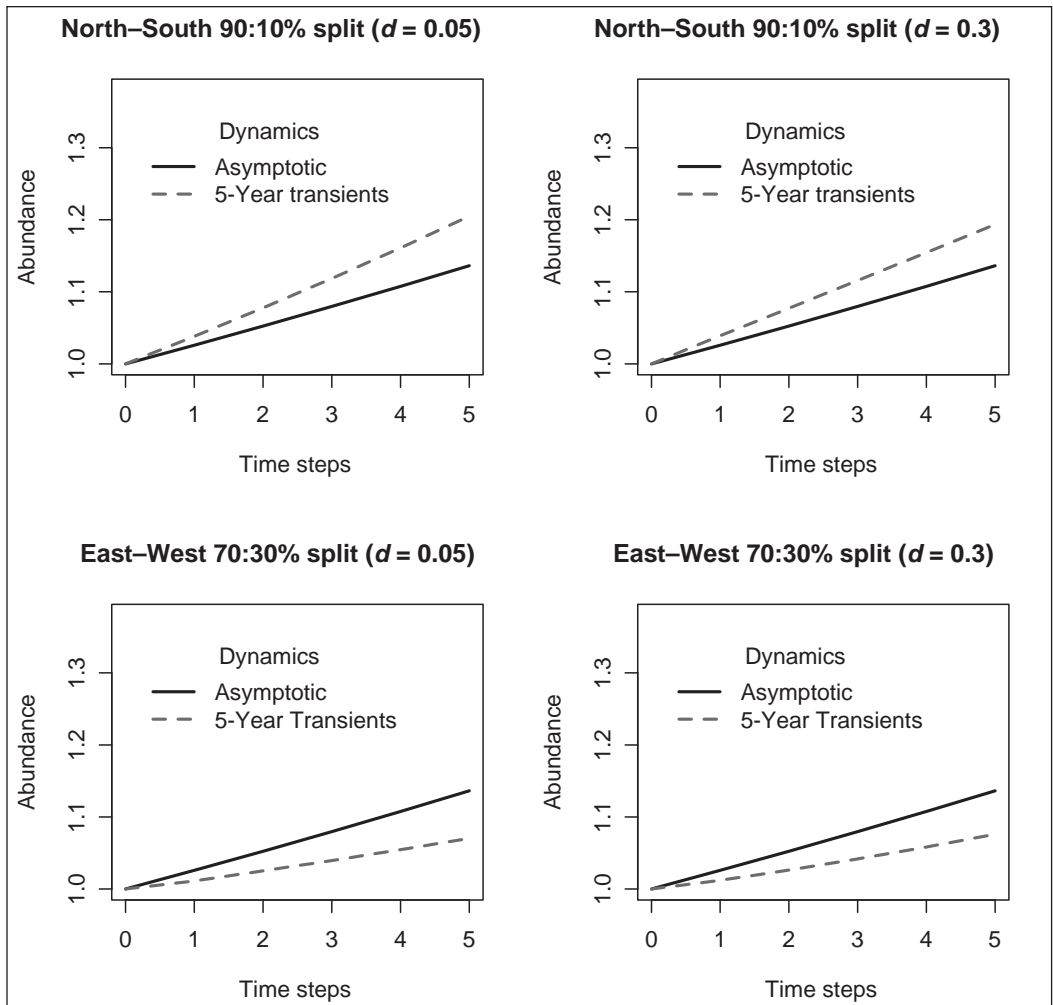 North–South 90:10% split (d = 0.05)
Abundance
1.0 1.1 1.2 1.3
Dynamics
Asymptotic
5-Year transients
0 1 2 3 4 5
Time steps
North–South 90:10% split (d = 0.3)
Abundance
1.0 1.1 1.2 1.3
Dynamics
Asymptotic
5-Year transients
0 1 2 3 4 5
Time steps
East–West 70:30% split (d = 0.05)
Abundance
1.0 1.1 1.2 1.3
Dynamics
Asymptotic
5-Year Transients
0 1 2 3 4 5
Time steps
East–West 70:30% split (d = 0.3)
Abundance
1.0 1.1 1.2 1.3
Dynamics
Asymptotic
5-Year Transients
0 1 2 3 4 5
Time steps